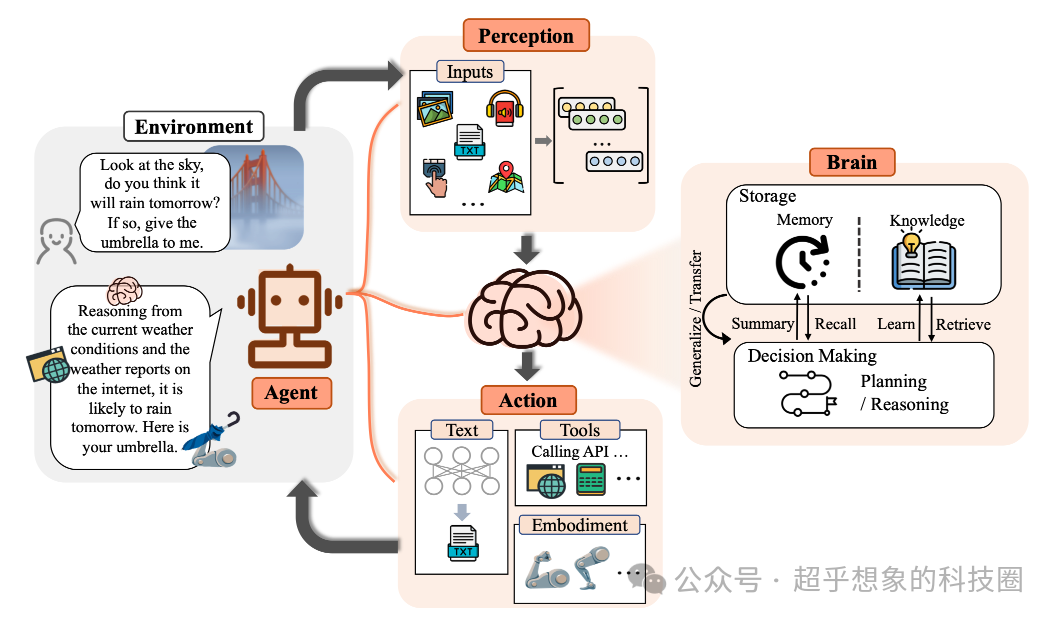 Perception
Inputs
TXT
...
...
Environment
Look at the sky,
do you think it
will rain tomorrow?
If so, give the
umbrella to me.
Reasoning from
the current weather
conditions and the
weather reports on
the internet, it is
likely to rain
tomorrow. Here is
your umbrella.
Agent
Brain
Storage
Memory
Knowledge
Generalize / Transfer
Summary
Recall
Learn
Retrieve
Decision Making
Planning
/ Reasoning
Action
Text
TXT
Tools
Calling API ...
...
Embodiment
...
公众号 · 超乎想象的科技圈